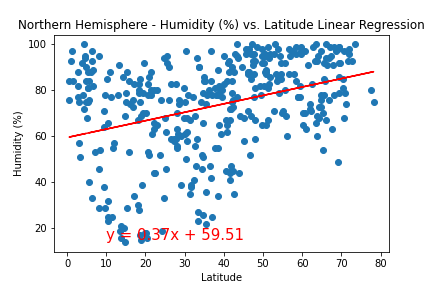 Northern Hemisphere - Humidity (%) vs. Latitude Linear Regression
100
80
60
40
20
Humidity (%)
y = 0.37x + 59.51
0 10 20 30 40 50 60 70 80
Latitude